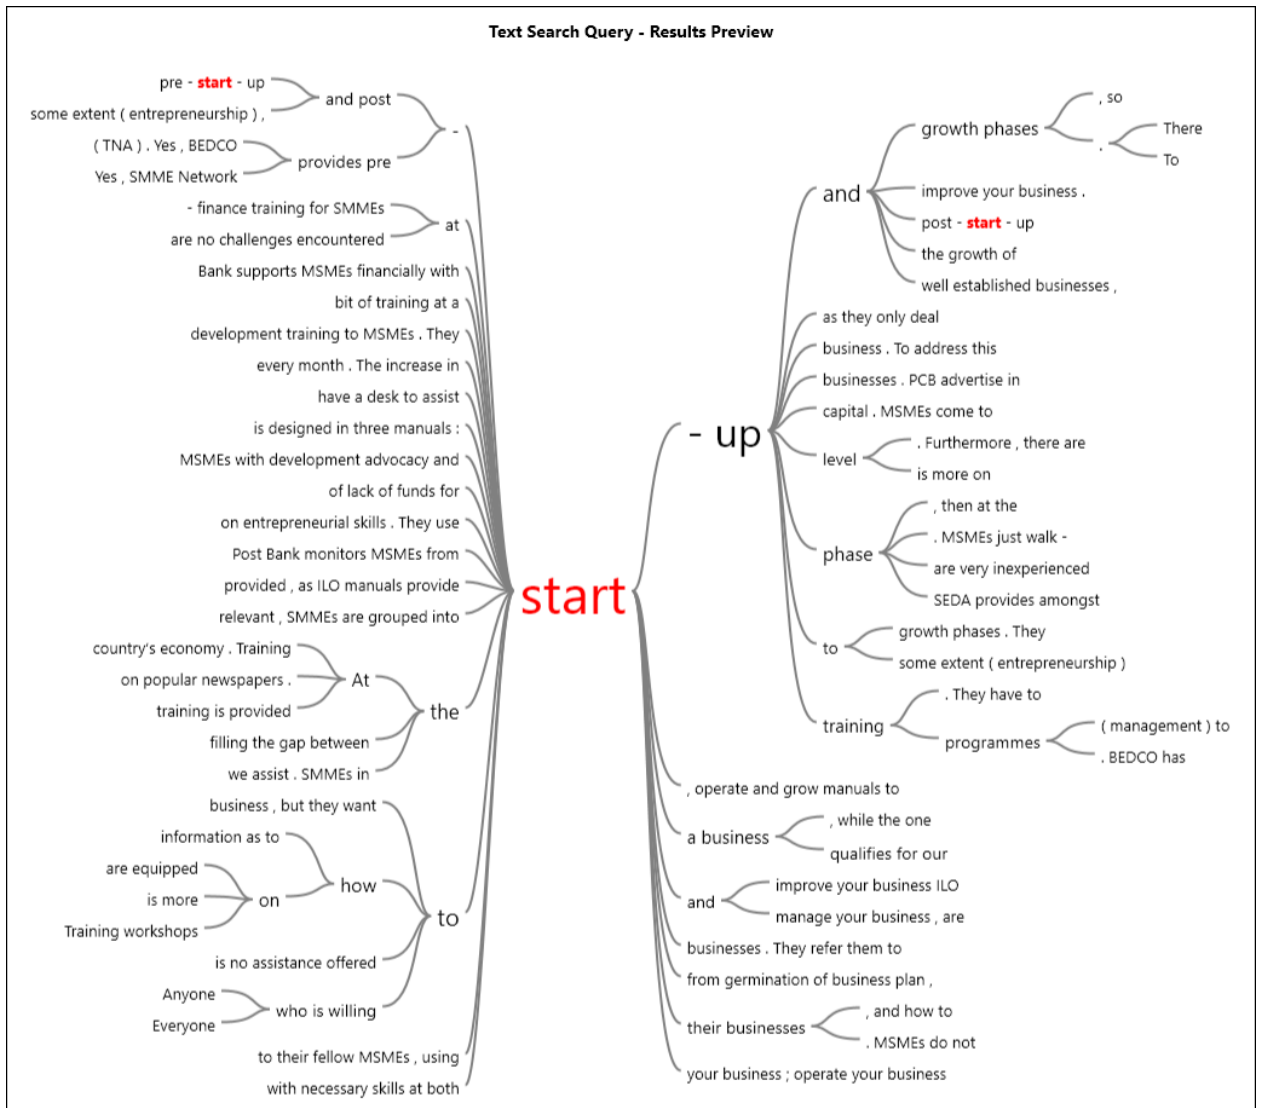 Text Search Query - Results Preview
pre - start - up
some extent ( entrepreneurship ) ,
and post
( TNA ) . Yes , BEDCO
Yes , SMME Network
provides pre
-
- finance training for SMMEs
are no challenges encountered
at
Bank supports MSMEs financially with
bit of training at a
development training to MSMEs . They
every month . The increase in
have a desk to assist
is designed in three manuals :
MSMEs with development advocacy and
of lack of funds for
on entrepreneurial skills . They use
Post Bank monitors MSMEs from
provided , as ILO manuals provide
relevant , SMMEs are grouped into
country's economy . Training
on popular newspapers .
training is provided
At
filling the gap between
we assist . SMMEs in
the
business , but they want
information as to
are equipped
is more
Training workshops
on
how
is no assistance offered
Anyone
Everyone
who is willing
to
to their fellow MSMEs , using
with necessary skills at both
start
- up
and
growth phases
, so
.
There
To
improve your business .
post - start - up
the growth of
well established businesses ,
as they only deal
business . To address this
businesses . PCB advertise in
capital . MSMEs come to
level
. Furthermore , there are
is more on
phase
, then at the
. MSMEs just walk -
are very inexperienced
SEDA provides amongst
to
growth phases . They
some extent ( entrepreneurship )
training
. They have to
programmes
( management ) to
. BEDCO has
, operate and grow manuals to
a business
, while the one
qualifies for our
and
improve your business ILO
manage your business , are
businesses . They refer them to
from germination of business plan ,
their businesses
, and how to
. MSMEs do not
your business ; operate your business